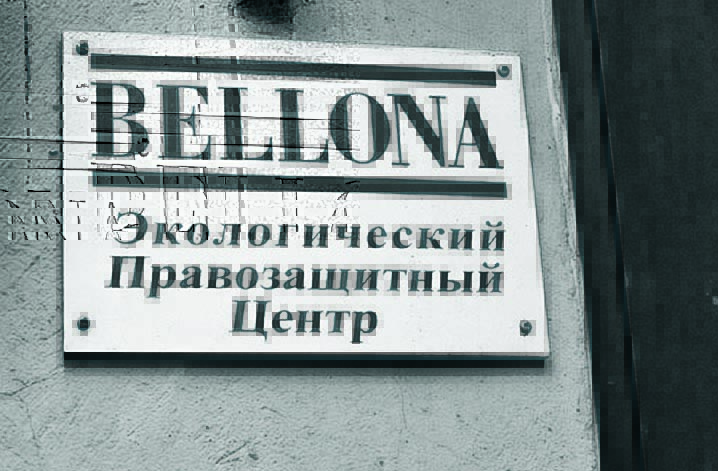 BELLONA
Экологический
Правозащитный
Центр